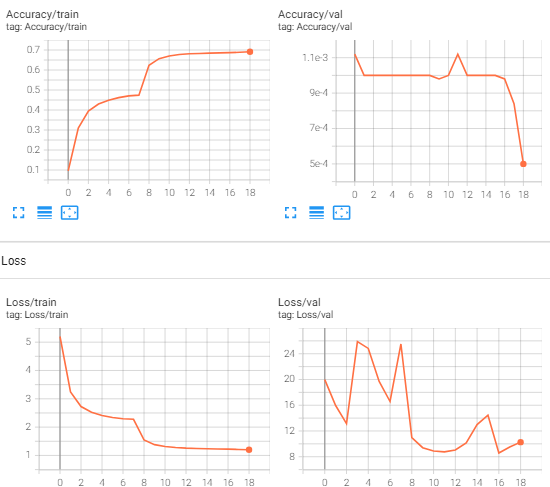 Accuracy/train
tag: Accuracy/train
0.7
0.6
0.5
0.4
0.3
0.2
0.1
0 2 4 6 8 10 12 14 16 18
Accuracy/val
tag: Accuracy/val
1.1e-3
9e-4
7e-4
5e-4
0 2 4 6 8 10 12 14 16 18
Loss
Loss/train
tag: Loss/train
5
4
3
2
1
0 2 4 6 8 10 12 14 16 18
Loss/val
tag: Loss/val
24
20
16
12
8
0 2 4 6 8 10 12 14 16 18